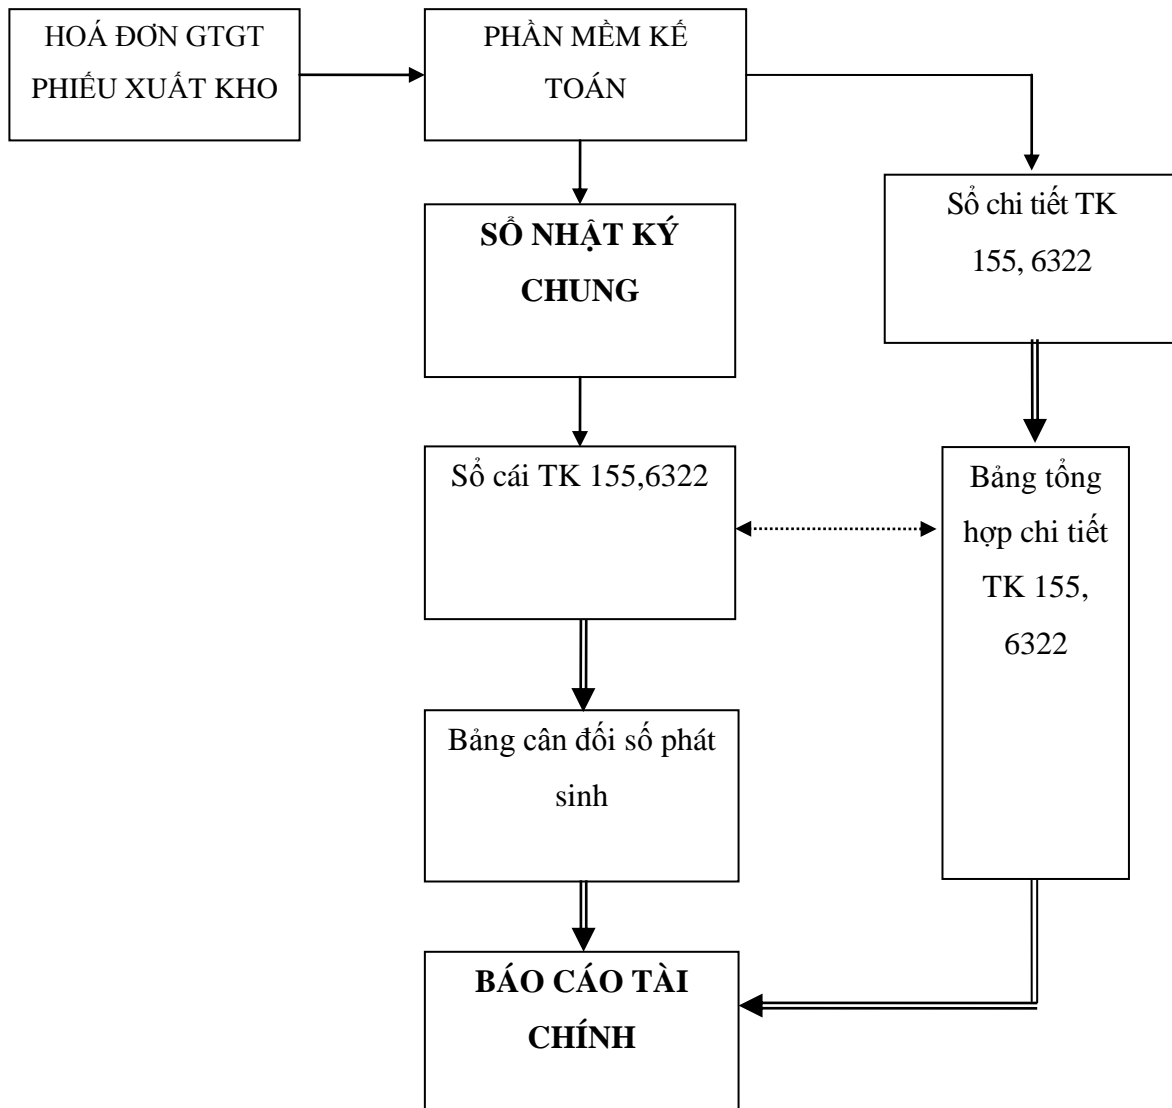 HOÁ ĐƠN GTGT
PHIẾU XUẤT KHO
PHẦN MỀM KẾ
TOÁN
SỔ NHẬT KÝ
CHUNG
Sổ chi tiết TK
155, 6322
Sổ cái TK 155,6322
Bảng tổng
hợp chi tiết
TK 155,
6322
Bảng cân đối số phát
sinh
BÁO CÁO TÀI
CHÍNH